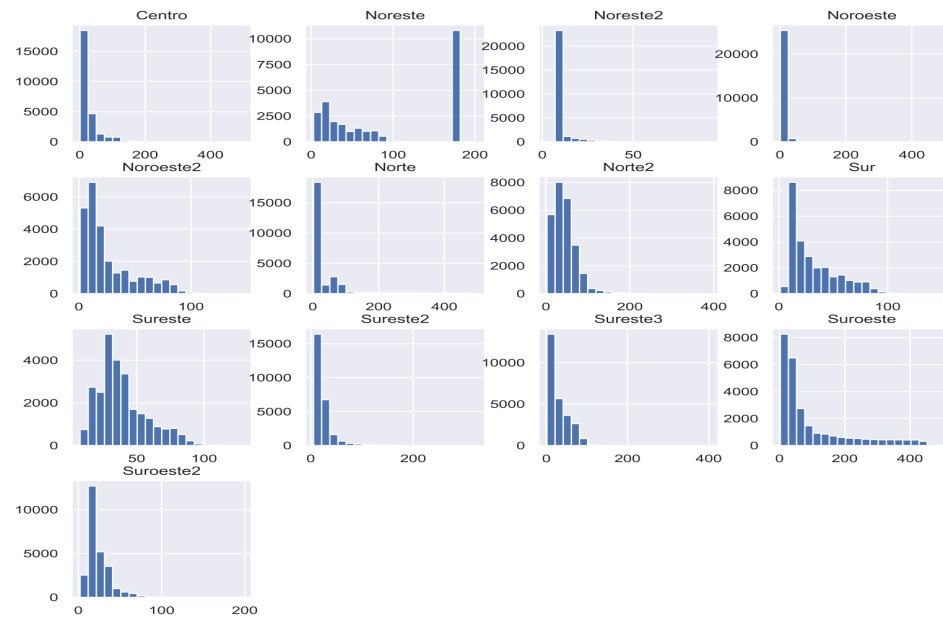 Centro Noreste Noreste2 Noroeste
15000 10000 5000 0
0 200 400
10000 7500 5000 2500 0
0 100 200
20000 15000 10000 5000 0
0 50
20000 10000 0
0 200 400
Noroeste2 Norte Norte2 Sur
6000 4000 2000 0
0 100
15000 10000 5000 0
0 200 400
8000 6000 4000 2000 0
0 200 400
8000 6000 4000 2000 0
0 100
Sureste Sureste2 Sureste3 Suroeste
4000 2000 0
50 100
15000 10000 5000 0
0 200
10000 5000 0
0 200 400
8000 6000 4000 2000 0
0 200 400
Suroeste2
10000 5000 0
0 100 200